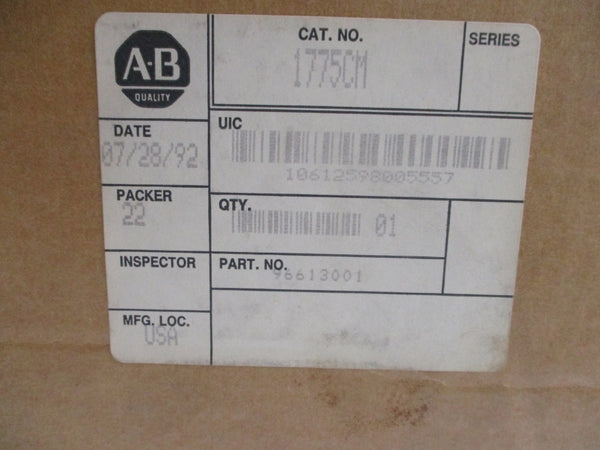 A-B
QUALITY
CAT. NO.
1775CM
SERIES
DATE
07/28/92
UIC
10612598005557
PACKER
22
QTY.
01
INSPECTOR
PART. NO.
96613001
MFG. LOC.
USA